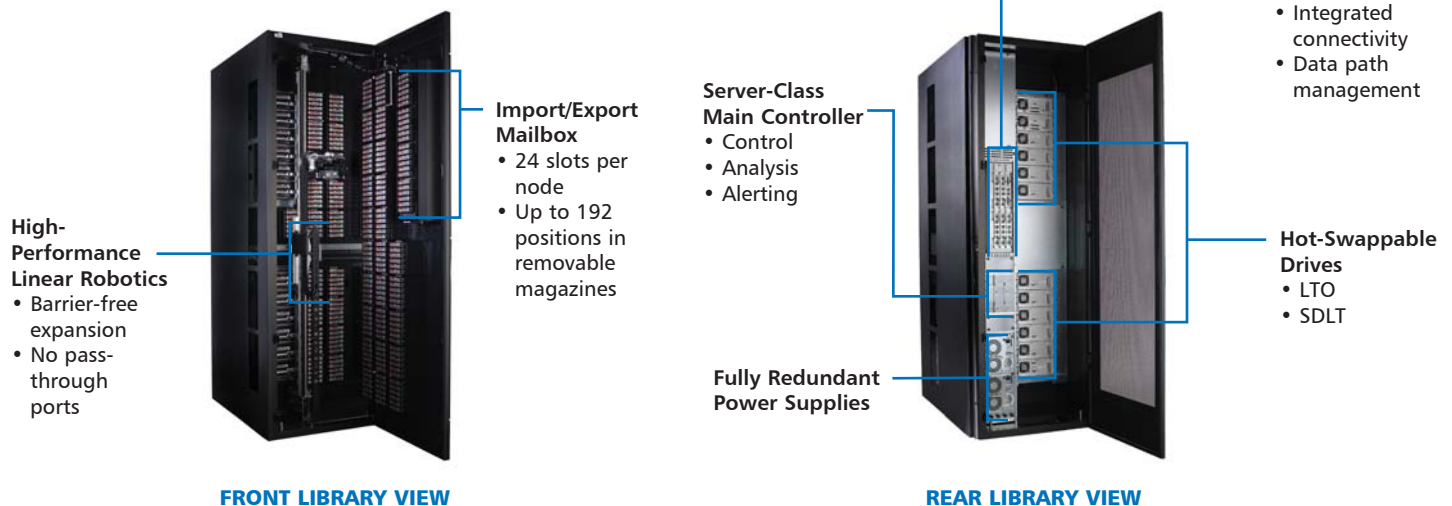 High-
Performance
Linear Robotics
• Barrier-free
expansion
• No pass-
through
ports
Import/Export
Mailbox
• 24 slots per
node
• Up to 192
positions in
removable
magazines
FRONT LIBRARY VIEW
Server-Class
Main Controller
• Control
• Analysis
• Alerting
Fully Redundant
Power Supplies
• Integrated
connectivity
• Data path
management
Hot-Swappable
Drives
• LTO
• SDLT
REAR LIBRARY VIEW